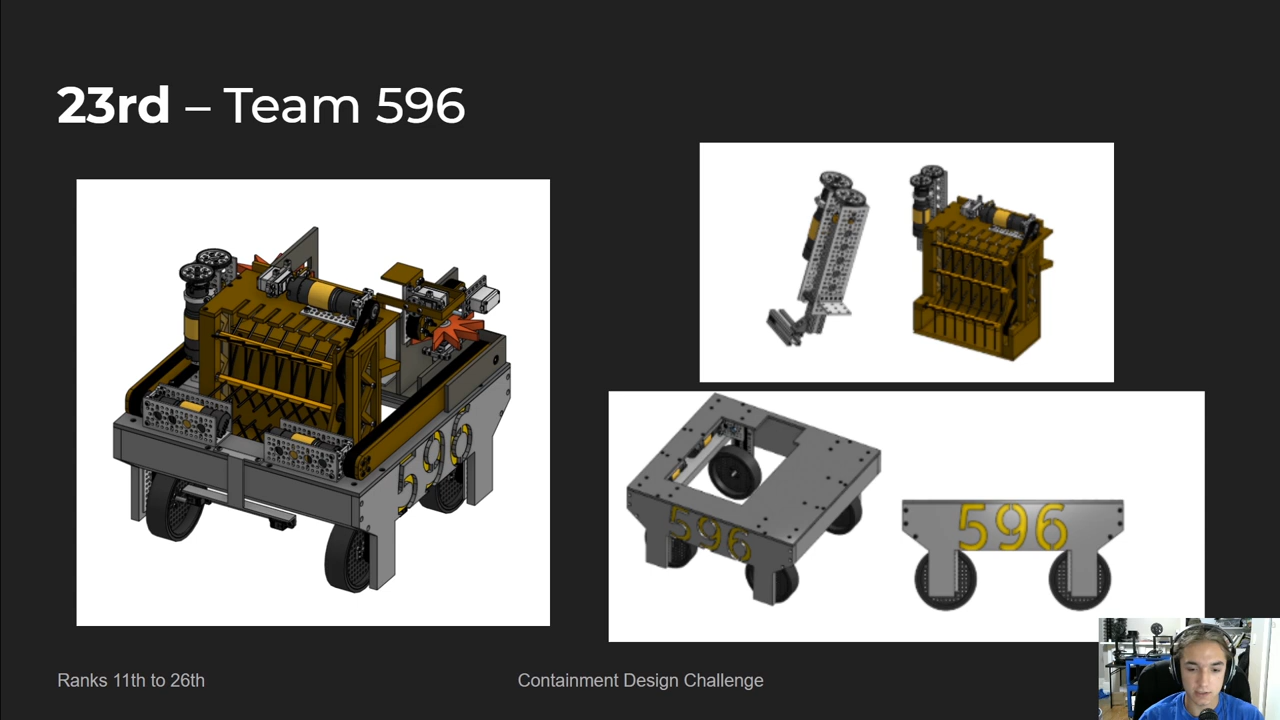 23rd – Team 596
596
596
596
Ranks 11th to 26th
Containment Design Challenge